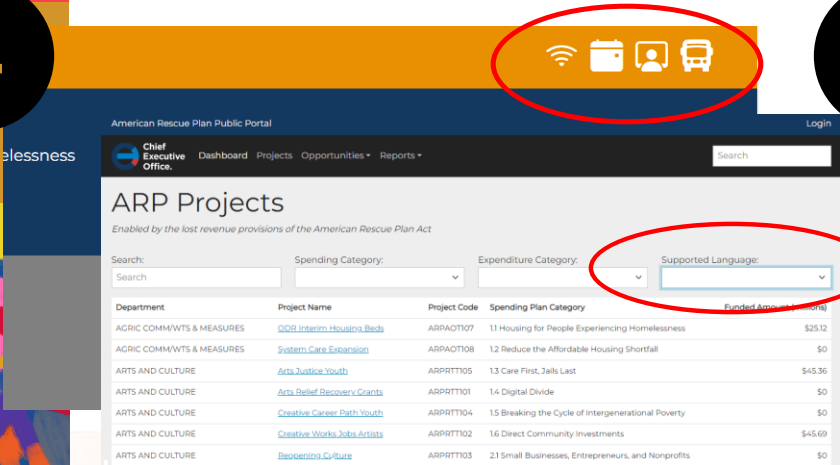 American Rescue Plan Public Portal Login
elessness
Chief
Executive
Office.
Dashboard Projects Opportunities Reports Search
ARP Projects
Enabled by the lost revenue provisions of the American Rescue Plan Act
Search: Spending Category: Expenditure Category: Supported Language:
Search
Department Project Name Project Code Spending Plan Category Funded Amount (Millions)
AGRIC COMM/WTS & MEASURES ODR Interim Housing Beds ARPAOT107 1.1 Housing for People Experiencing Homelessness $25.12
AGRIC COMM/WTS & MEASURES System Care Expansion ARPAOT108 1.2 Reduce the Affordable Housing Shortfall $0
ARTS AND CULTURE Arts Justice Youth ARPRTT105 1.3 Care First, Jails Last $45.36
ARTS AND CULTURE Arts Relief Recovery Grants ARPRTT101 1.4 Digital Divide $0
ARTS AND CULTURE Creative Career Path Youth ARPRTT104 1.5 Breaking the Cycle of Intergenerational Poverty $0
ARTS AND CULTURE Creative Works Jobs Artists ARPRTT102 1.6 Direct Community Investments $45.69
ARTS AND CULTURE Reopening Culture ARPRTT103 2.1 Small Businesses, Entrepreneurs, and Nonprofits $0